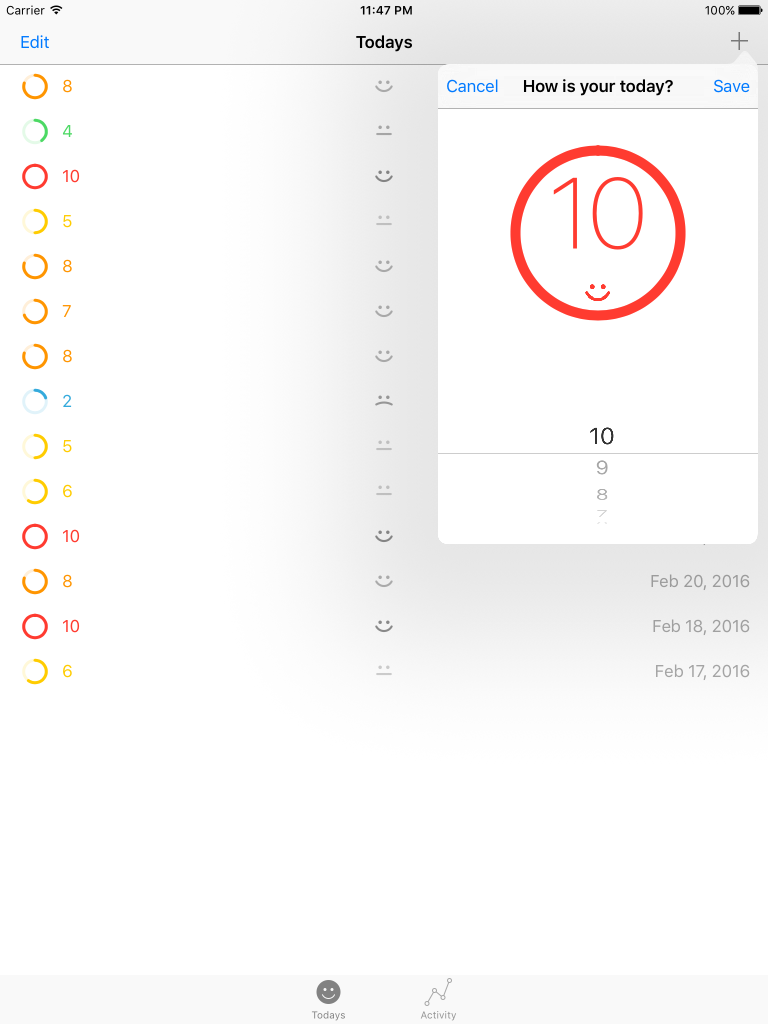 Carrier 11:47 PM 100%
Edit Todays
Cancel How is your today? Save
8
4
10
5
8
7
8
2
5
6
10
8 Feb 20, 2016
10 Feb 18, 2016
6 Feb 17, 2016
10
10
9
8
7
Todays Activity